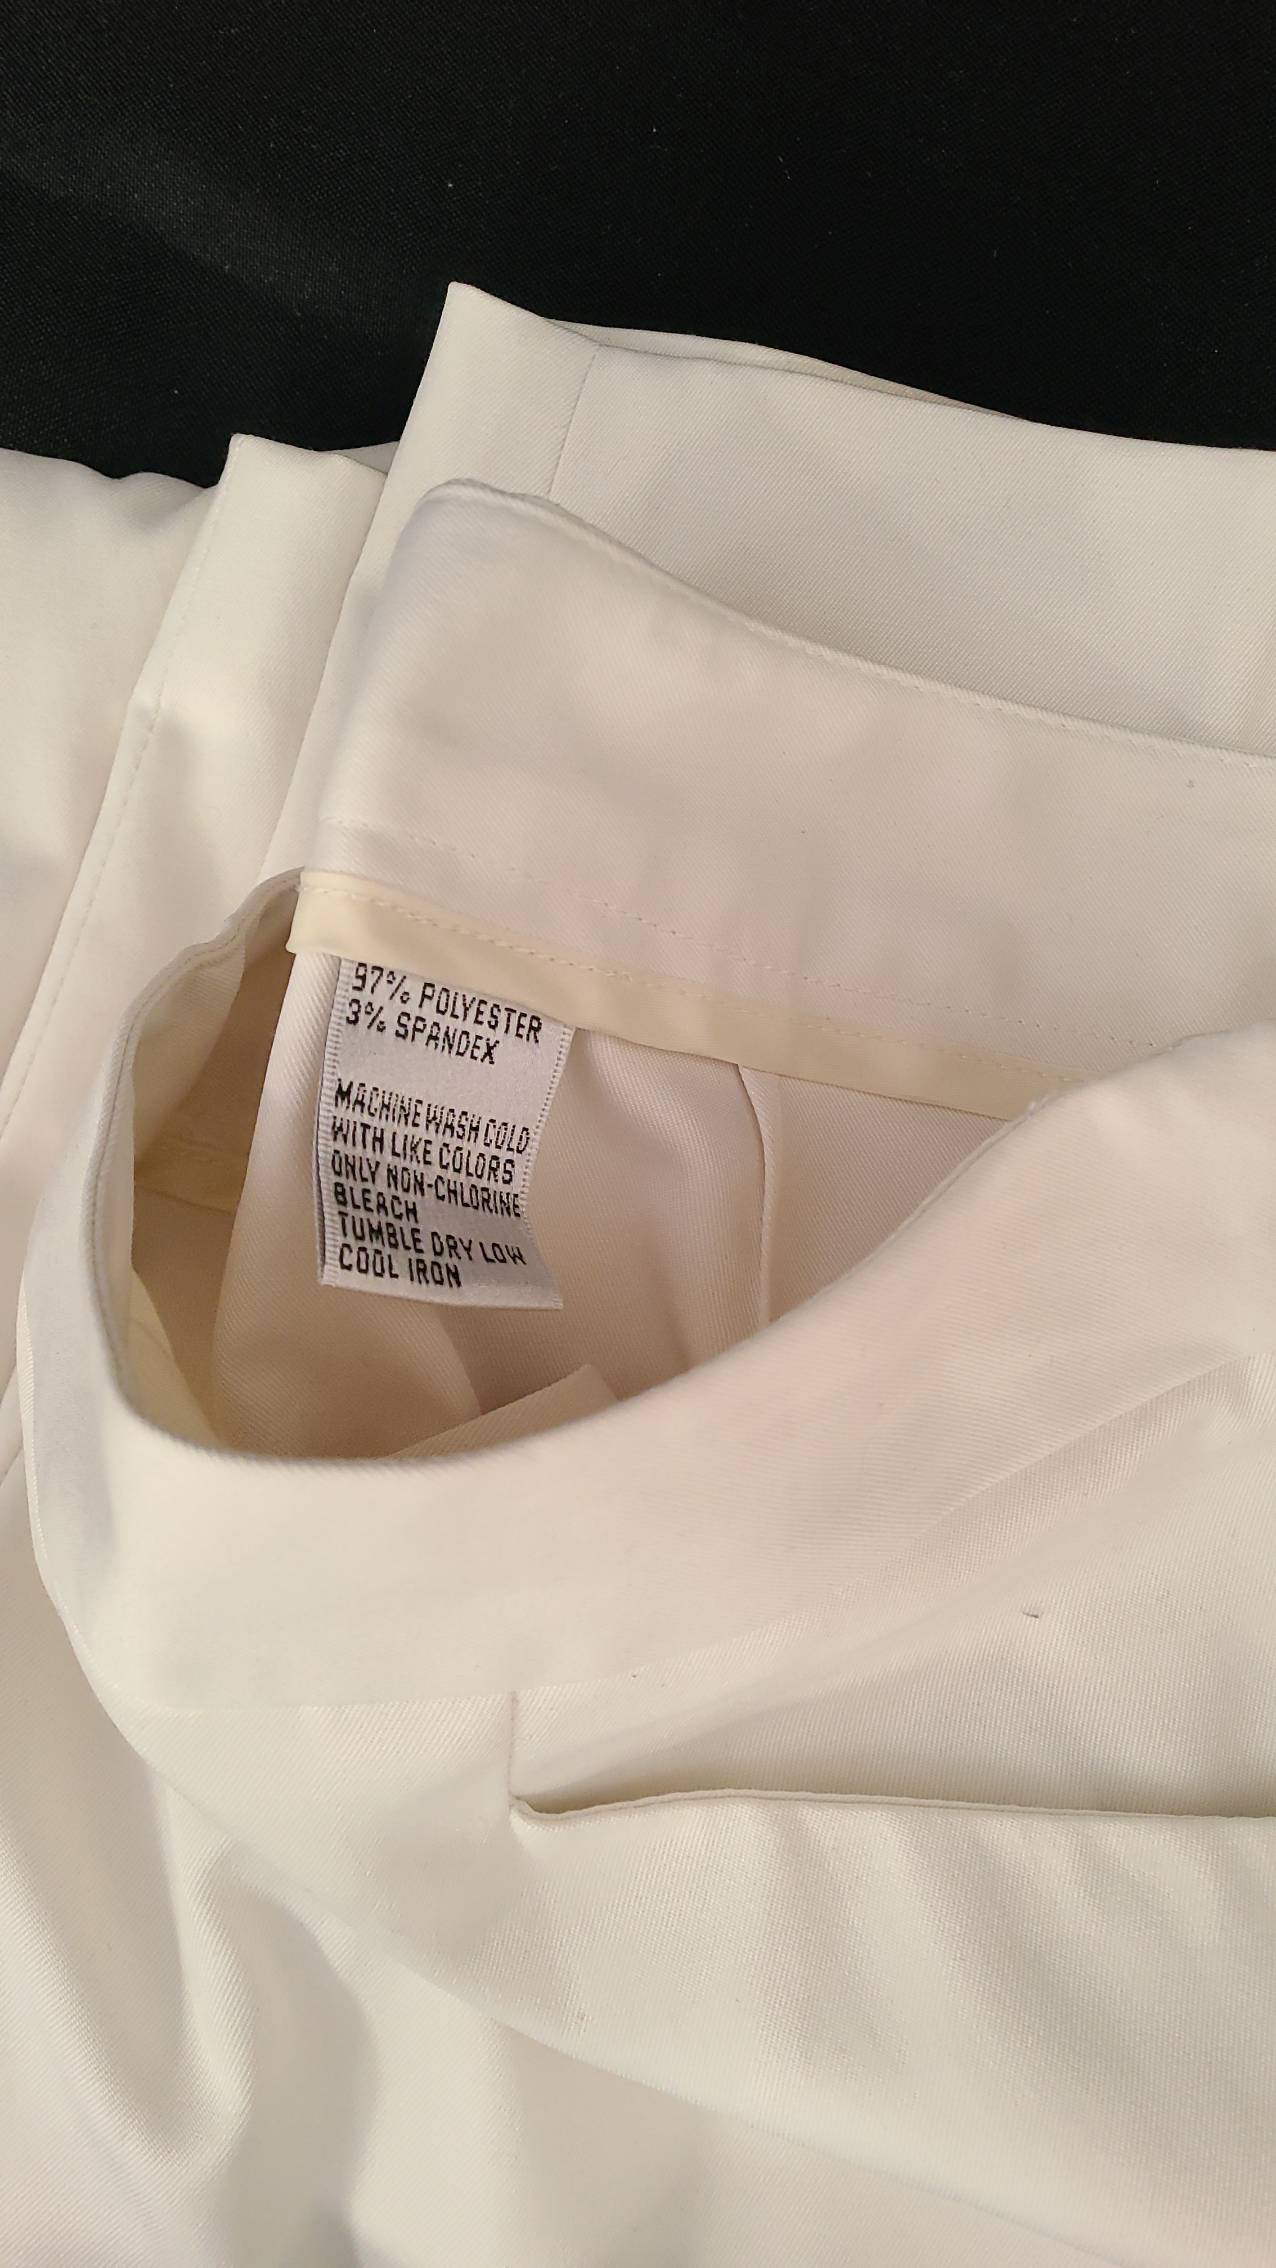 97% POLYESTER
3% SPANDEX
MACHINE WASH COLD
WITH LIKE COLORS
ONLY NON-CHLORINE
BLEACH
TUMBLE DRY LOW
COOL IRON